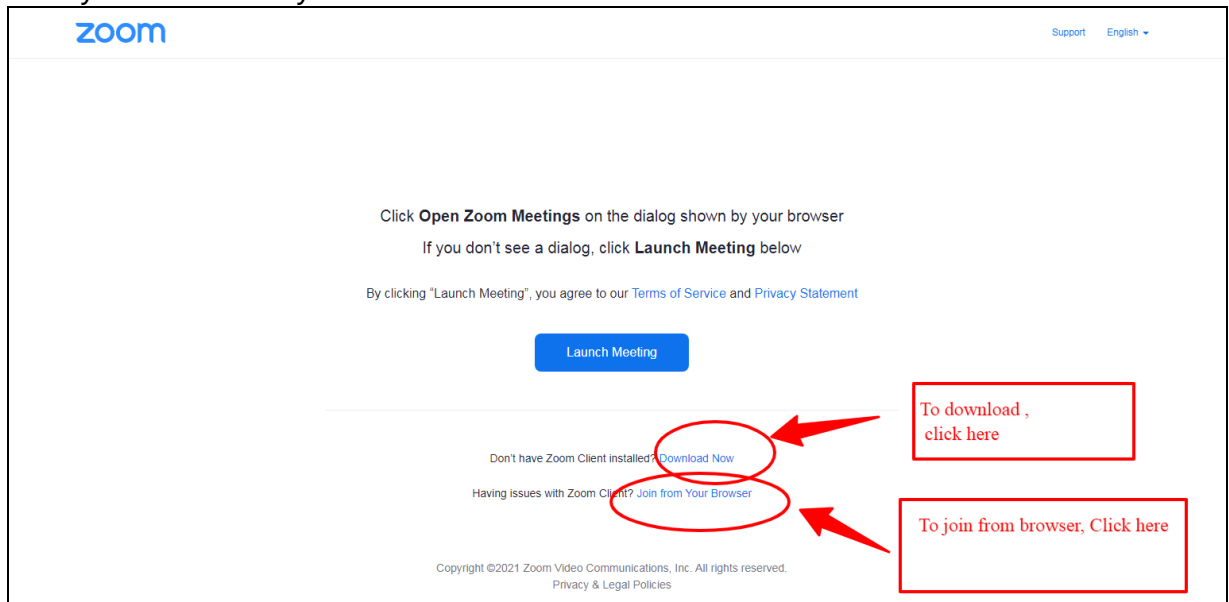 zoom
Support English
Click Open Zoom Meetings on the dialog shown by your browser
If you don't see a dialog, click Launch Meeting below
By clicking “Launch Meeting”, you agree to our Terms of Service and Privacy Statement
Launch Meeting
To download ,
click here
Don't have Zoom Client installed? Download Now
Having issues with Zoom Client? Join from Your Browser
To join from browser, Click here
Copyright ©2021 Zoom Video Communications, Inc. All rights reserved.
Privacy & Legal Policies